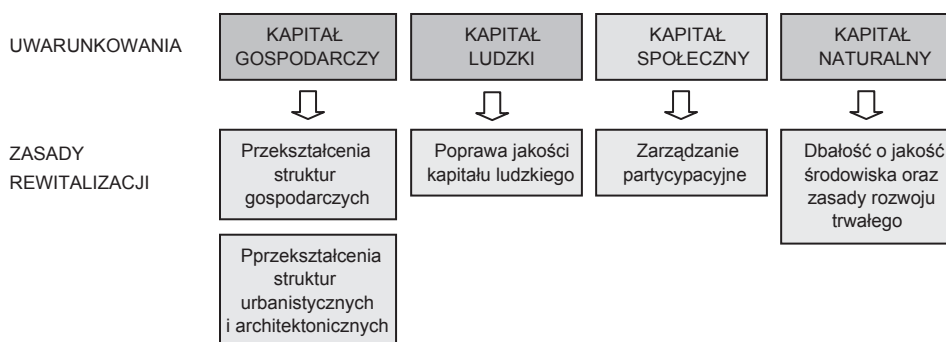 UWARUNKOWANIA
KAPITAŁ
GOSPODARCZY
KAPITAŁ
LUDZKI
KAPITAŁ
SPOŁECZNY
KAPITAŁ
NATURALNY
ZASADY
REWITALIZACJI
Przekształcenia
struktur
gospodarczych
Pprzekształcenia
struktur
urbanistycznych
i architektonicznych
Poprawa jakości
kapitału ludzkiego
Zarządzanie
partycypacyjne
Dbałość o jakość
środowiska oraz
zasady rozwoju
trwałego